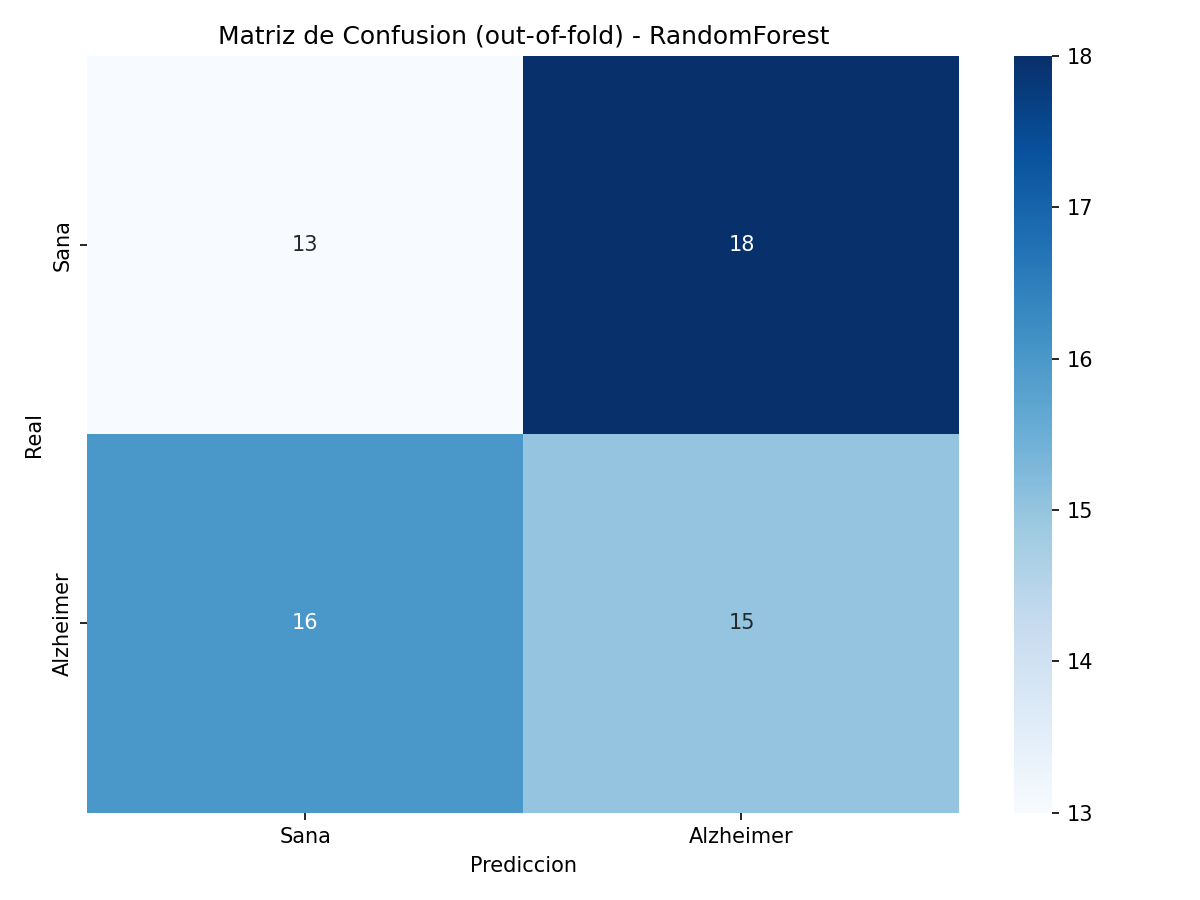 Matriz de Confusion (out-of-fold) - RandomForest
Sana
13
18
Real
Alzheimer
16
15
Sana
Alzheimer
Prediccion
18
17
16
15
14
13